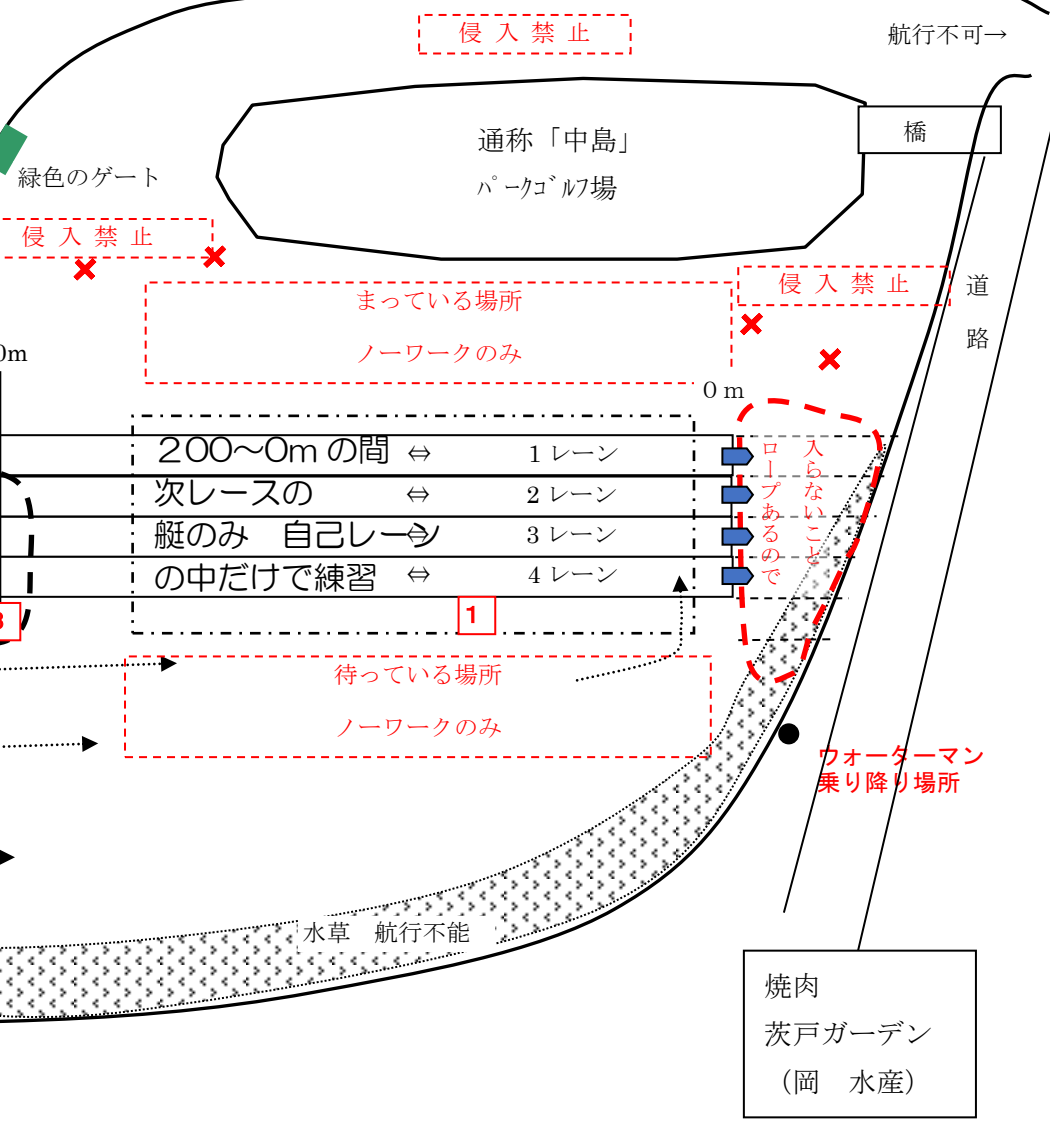 侵入禁止
航行不可→
通称「中島」
パークゴルフ場
橋
緑色のゲート
侵入禁止
侵入禁止
道路
まっている場所
ノーワークのみ
0m
0m
200～0mの間 ⇔ 1レーン
次レースの ⇔ 2レーン
艇のみ 自己レーン ⇔ 3レーン
の中だけで練習 ⇔ 4レーン
入らないこと
ロープあるので
1
3
待っている場所
ノーワークのみ
ウォーターマン
乗り降り場所
水草 航行不能
焼肉
茨戸ガーデン
（岡 水産）